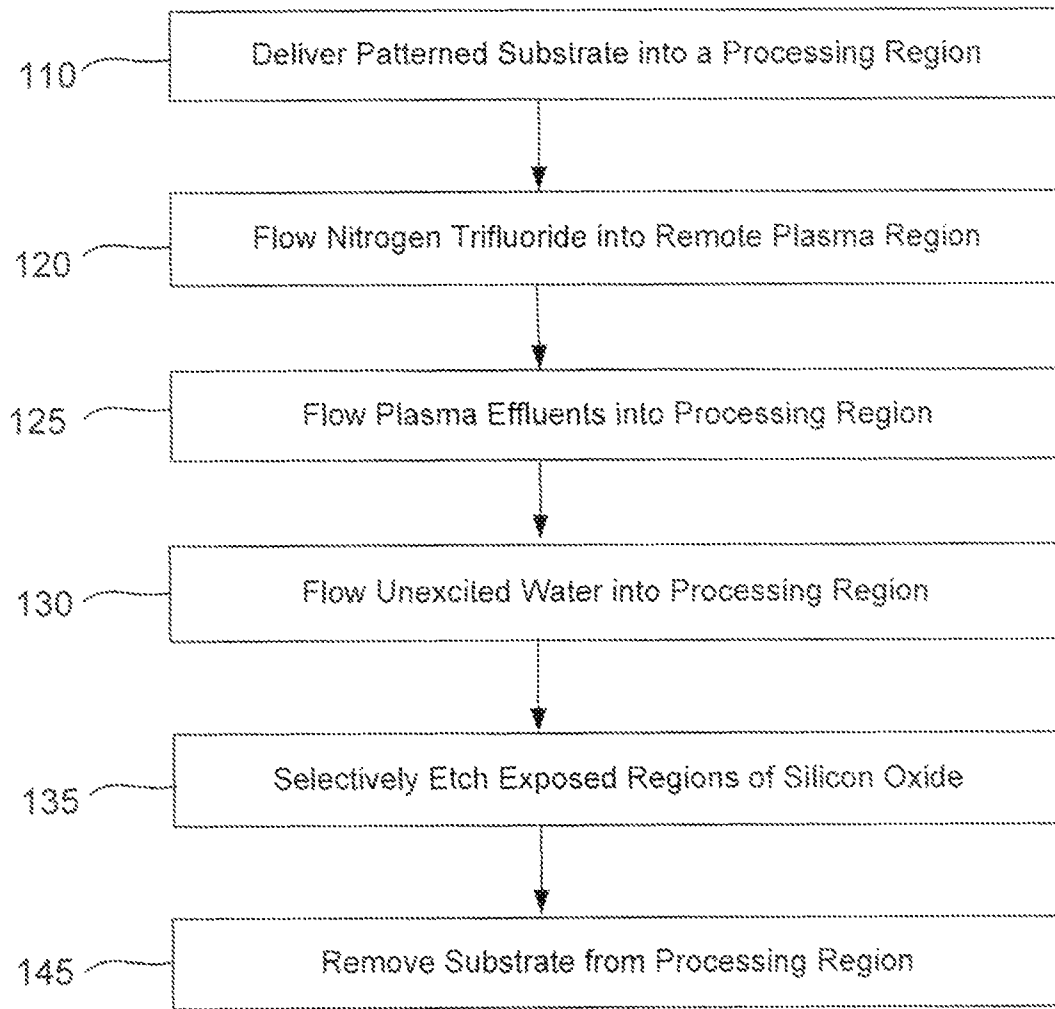 110
Deliver Patterned Substrate into a Processing Region
120
Flow Nitrogen Trifluoride into Remote Plasma Region
125
Flow Plasma Effluents into Processing Region
130
Flow Unexcited Water into Processing Region
135
Selectively Etch Exposed Regions of Silicon Oxide
145
Remove Substrate from Processing Region